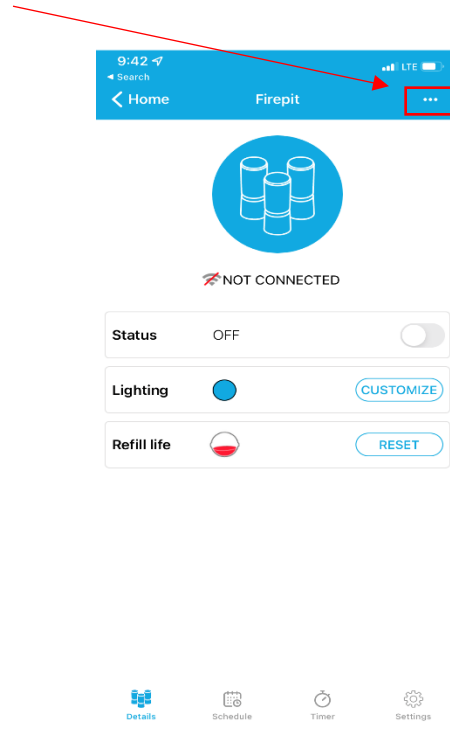 9:42 LTE
◀ Search
Home Firepit ...
NOT CONNECTED
Status OFF
Lighting CUSTOMIZE
Refill life RESET
Details Schedule Timer Settings